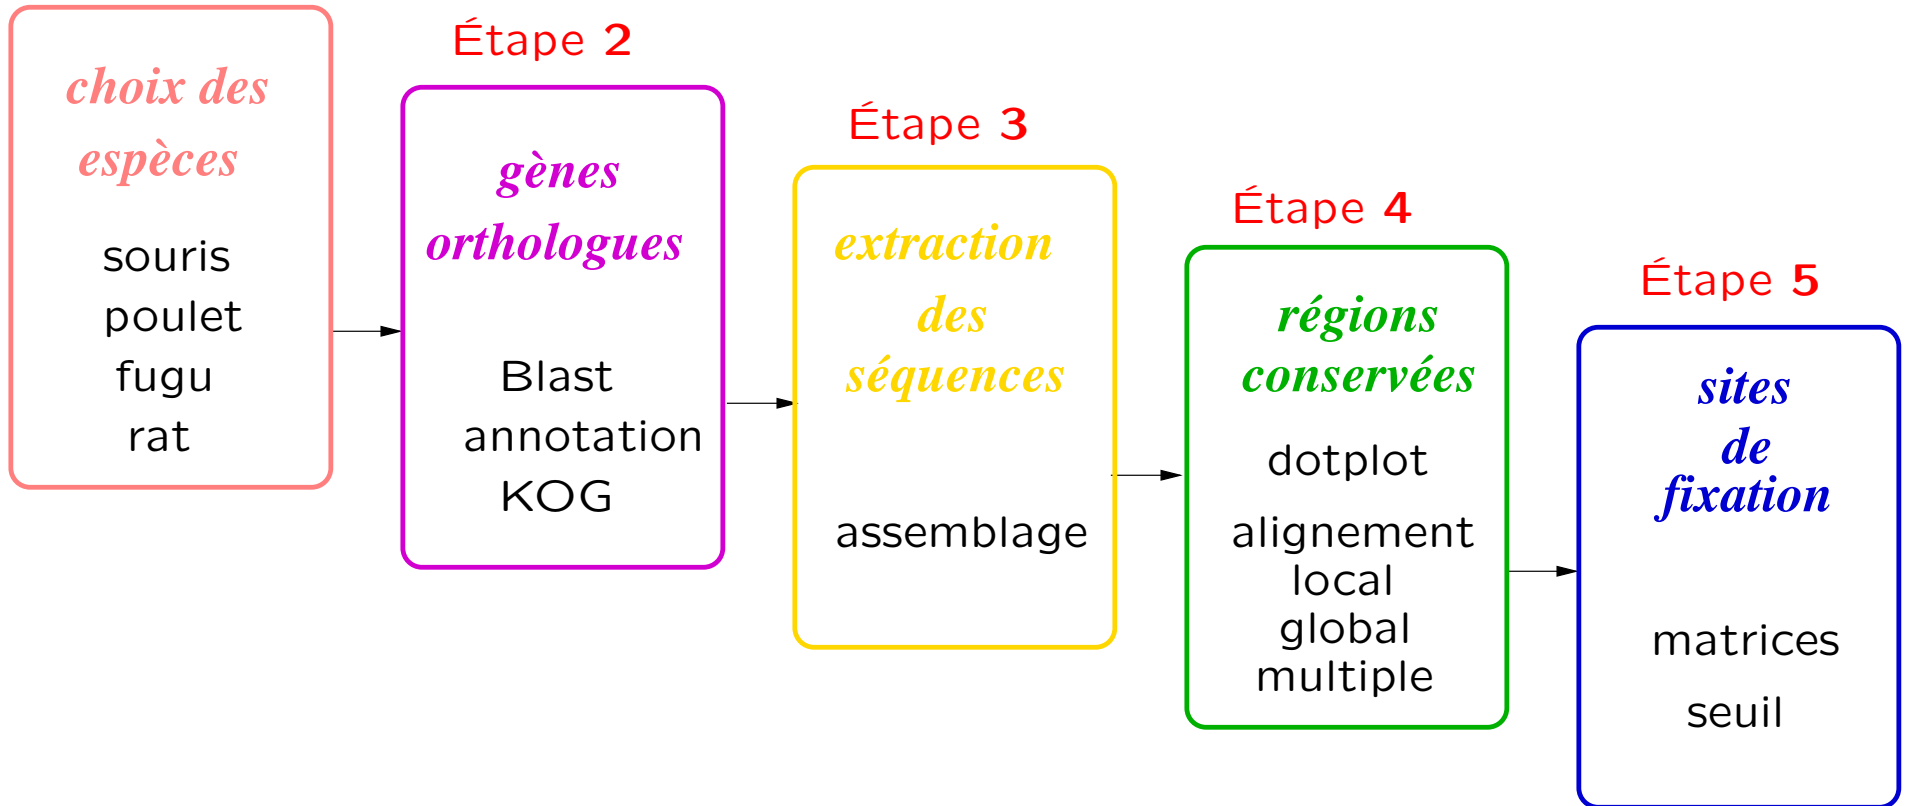 choix des
espèces
souris
poulet
fugu
rat
Étape 2
gènes
orthologues
Blast
annotation
KOG
Étape 3
extraction
des
séquences
assemblage
Étape 4
régions
conservées
dotplot
alignement
local
global
multiple
Étape 5
sites
de
fixation
matrices
seuil